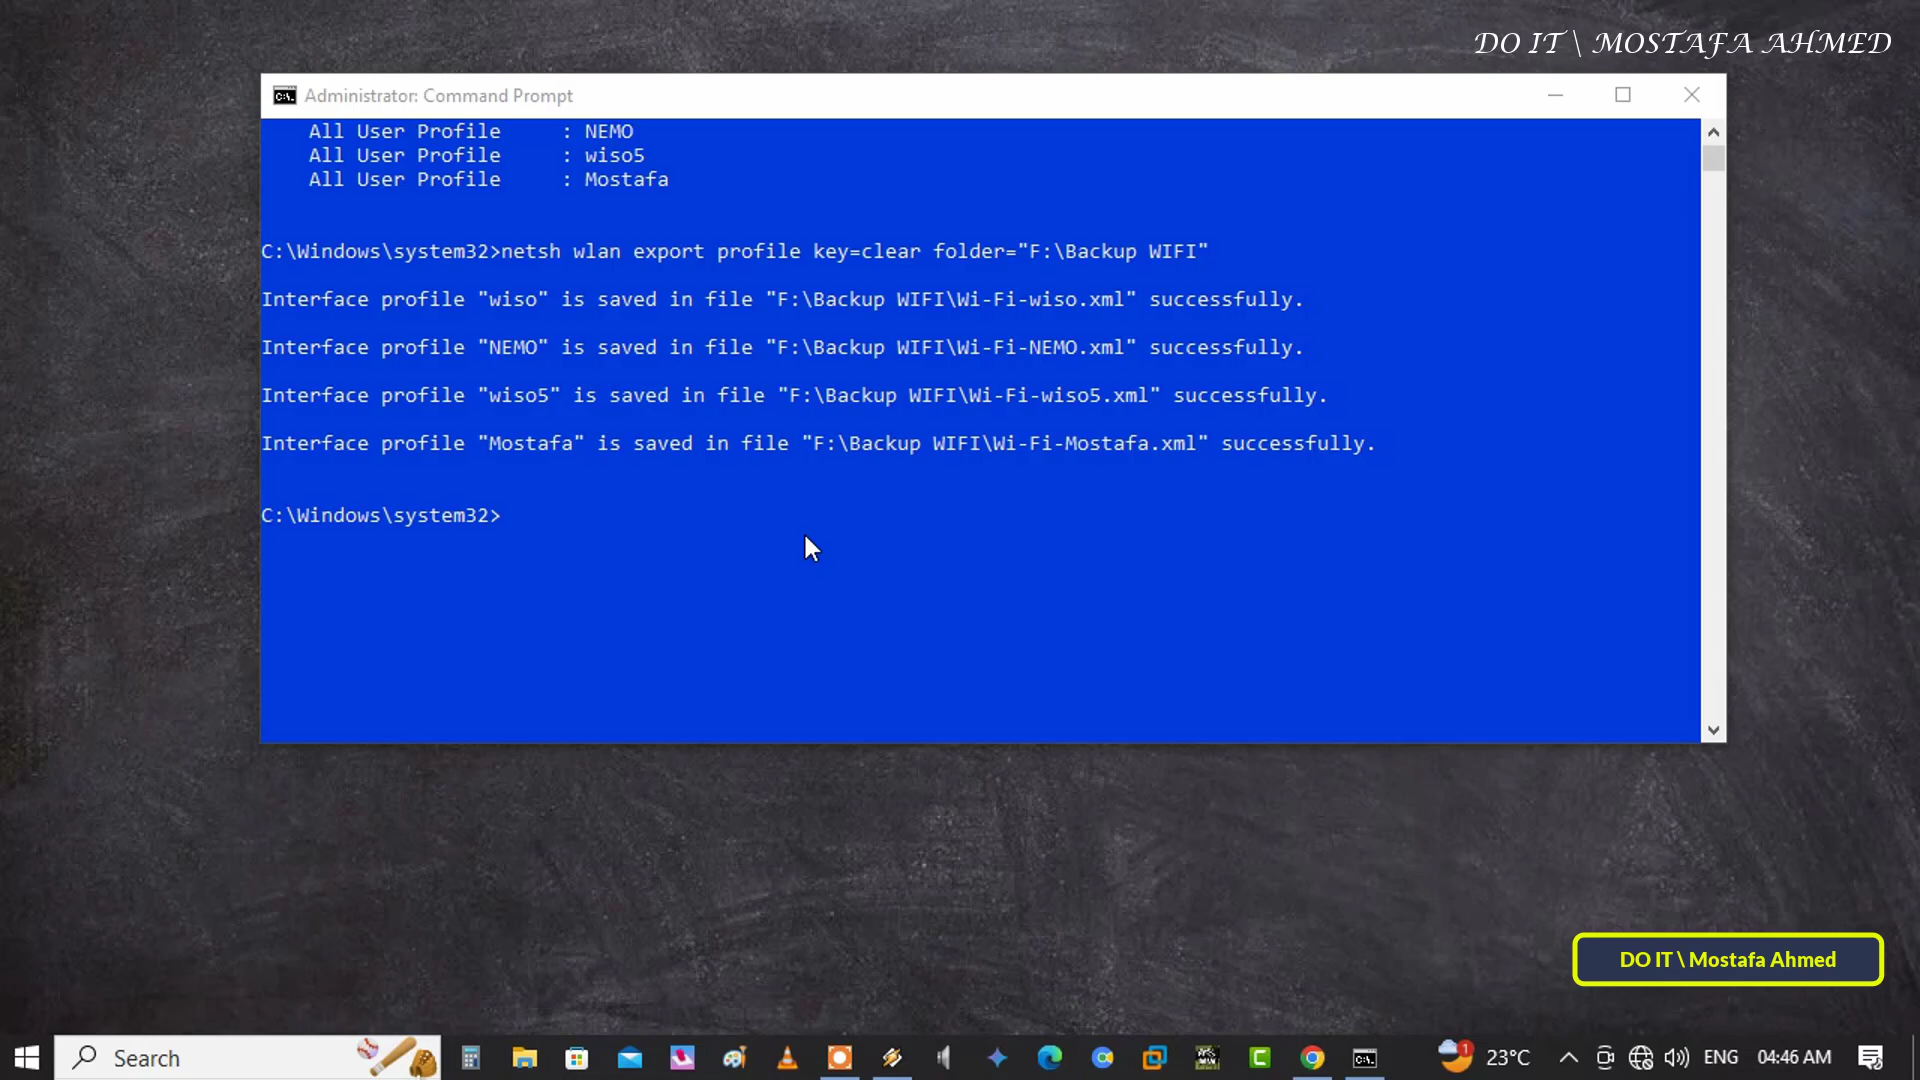 DO IT \ MOSTAFA AHMED
Administrator: Command Prompt
All User Profile     : NEMO
All User Profile     : wiso5
All User Profile     : Mostafa
C:\Windows\system32>netsh wlan export profile key=clear folder="F:\Backup WIFI"
Interface profile "wiso" is saved in file "F:\Backup WIFI\Wi-Fi-wiso.xml" successfully.
Interface profile "NEMO" is saved in file "F:\Backup WIFI\Wi-Fi-NEMO.xml" successfully.
Interface profile "wiso5" is saved in file "F:\Backup WIFI\Wi-Fi-wiso5.xml" successfully.
Interface profile "Mostafa" is saved in file "F:\Backup WIFI\Wi-Fi-Mostafa.xml" successfully.
C:\Windows\system32>
DO IT \ Mostafa Ahmed
Search
1
23°C
ENG
04:46 AM